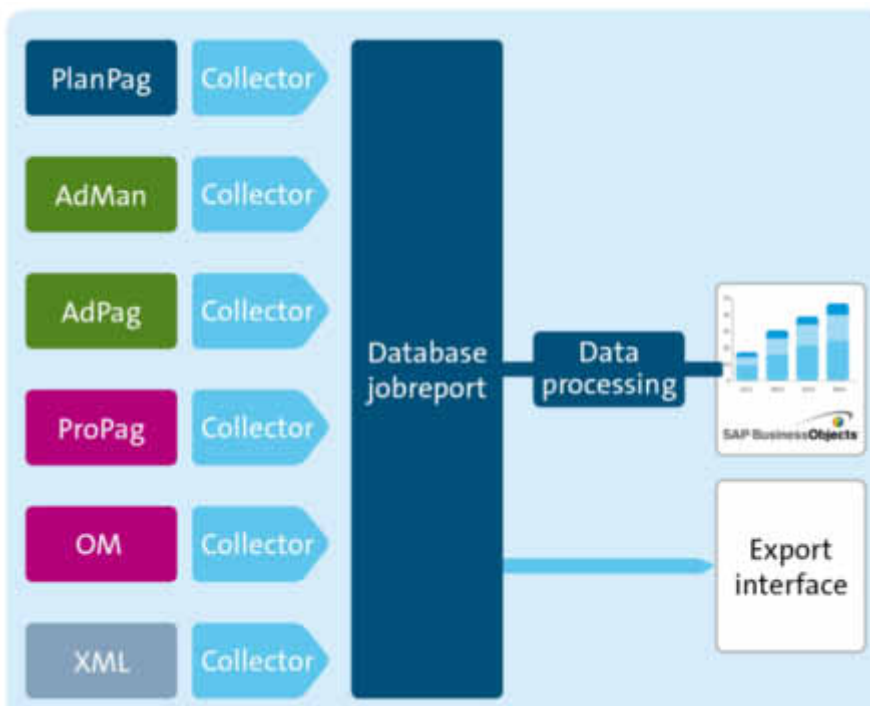 PlanPag
Collector
AdMan
Collector
AdPag
Collector
ProPag
Collector
OM
Collector
XML
Collector
Database
jobreport
Data
processing
SAP BusinessObjects
Export
interface